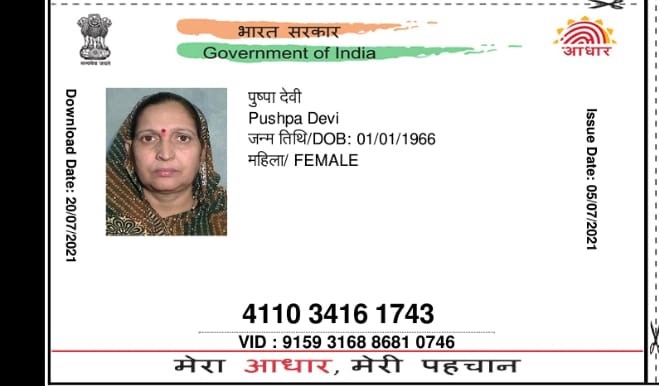 सत्यमेव जयते
भारत सरकार
Government of India
आधार
Download Date: 20/07/2021
पुष्पा देवी
Pushpa Devi
जन्म तिथि/DOB: 01/01/1966
महिला/ FEMALE
Issue Date: 05/07/2021
4110 3416 1743
VID : 9159 3168 8681 0746
मेरा आधार, मेरी पहचान